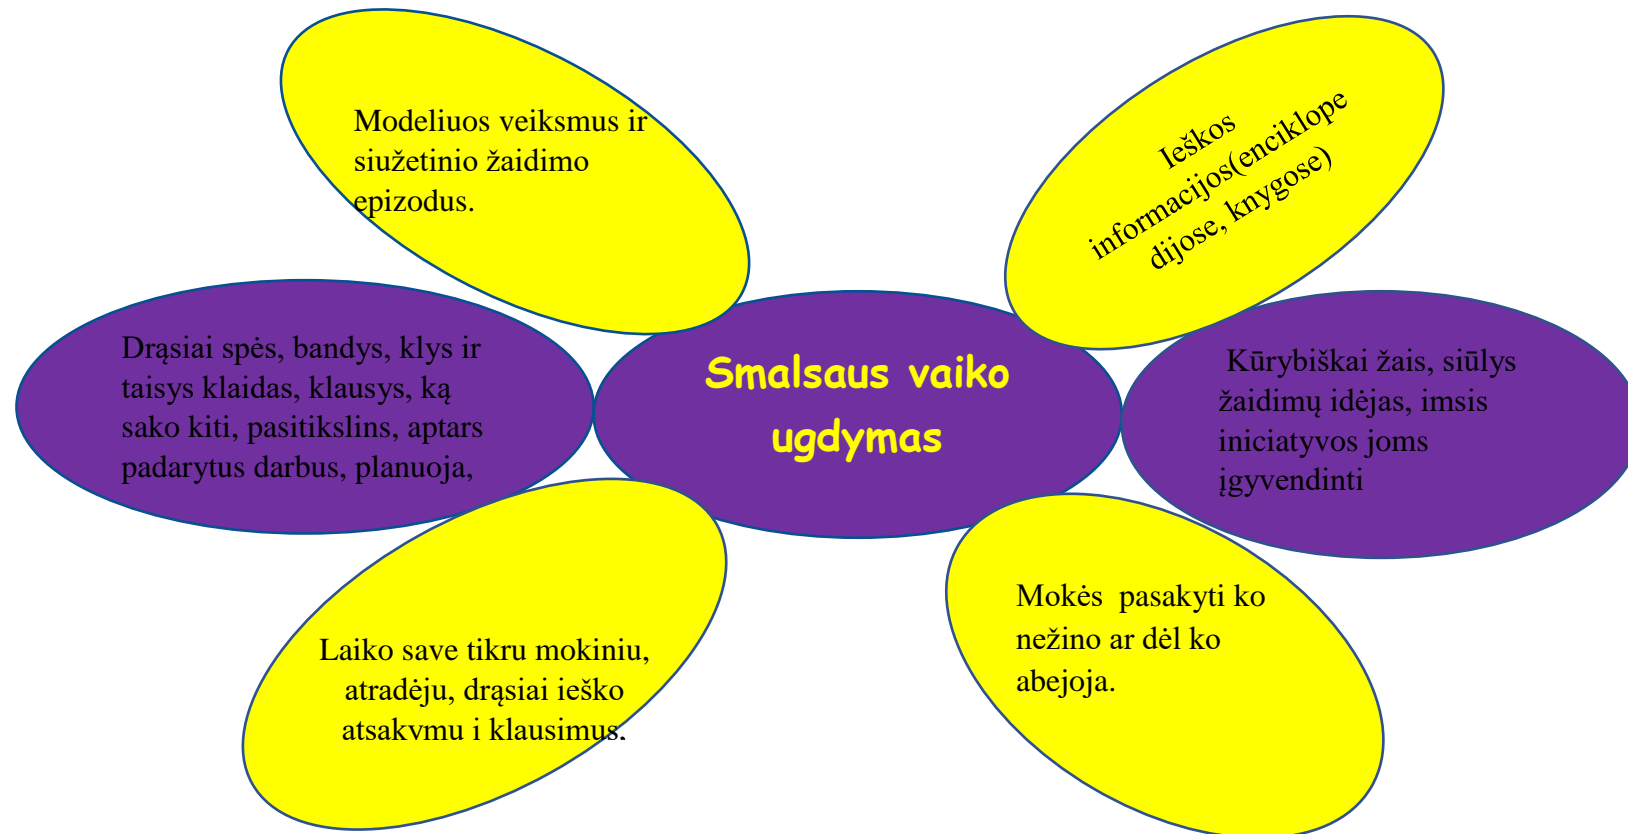 Modeliuos veiksmus ir
siužetinio žaidimo
epizodus.
Ieškos
informacijos(enciklope
dijose, knygose)
Drąsiai spės, bandys, klys ir
taisys klaidas, klausys, ką
sako kiti, pasitikslins, aptars
padarytus darbus, planuoja,
Smalsaus vaiko
ugdymas
Kūrybiškai žais, siūlys
žaidimų idėjas, imsis
iniciatyvos joms
įgyvendinti
Laiko save tikru mokiniu,
atradėju, drąsiai ieško
atsakymų į klausimus.
Mokės pasakyti ko
nežino ar dėl ko
abejoja.